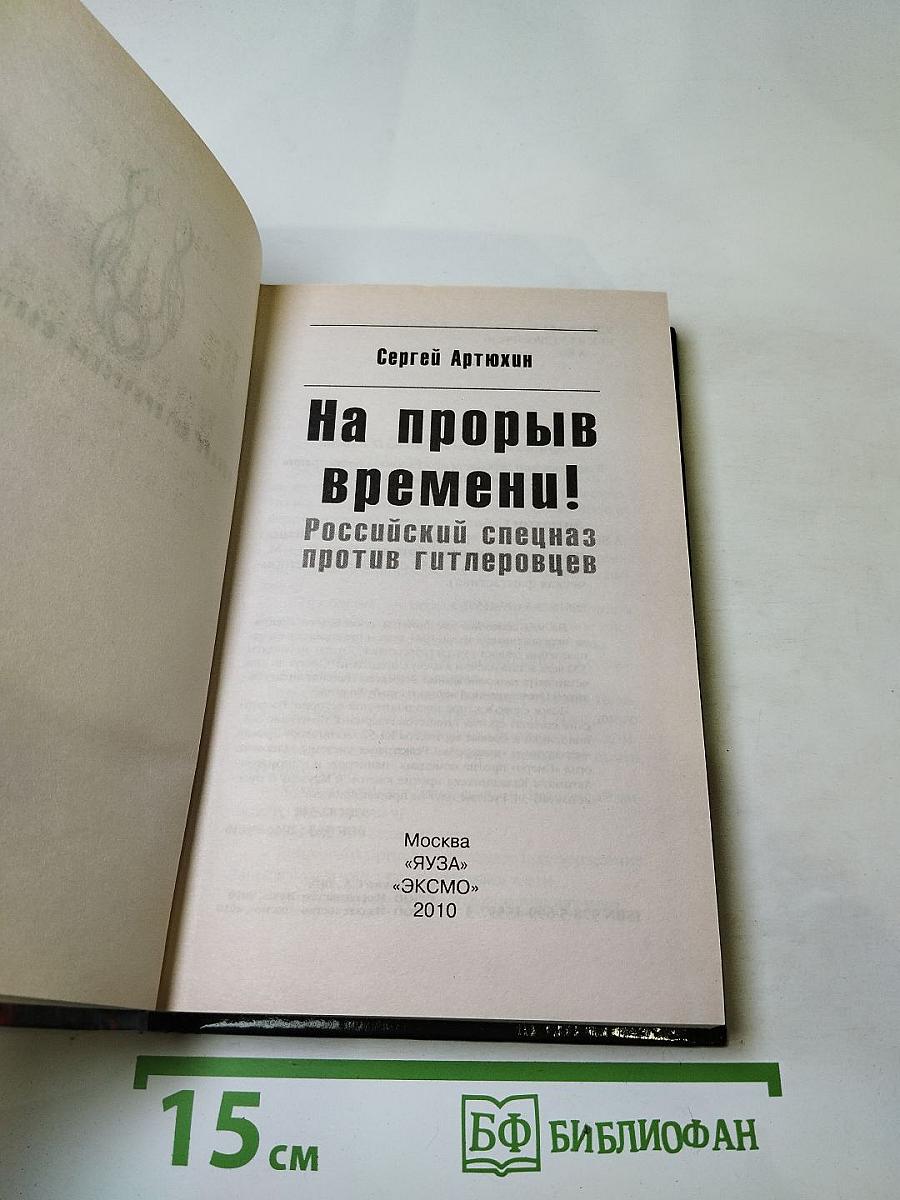 Сергей Артюхин
На прорыв
времени!
Российский спецназ
против гитлеровцев
Москва
«ЯУЗА»
«ЭКСМО»
2010
15 см
БФ БИБЛИОФАН